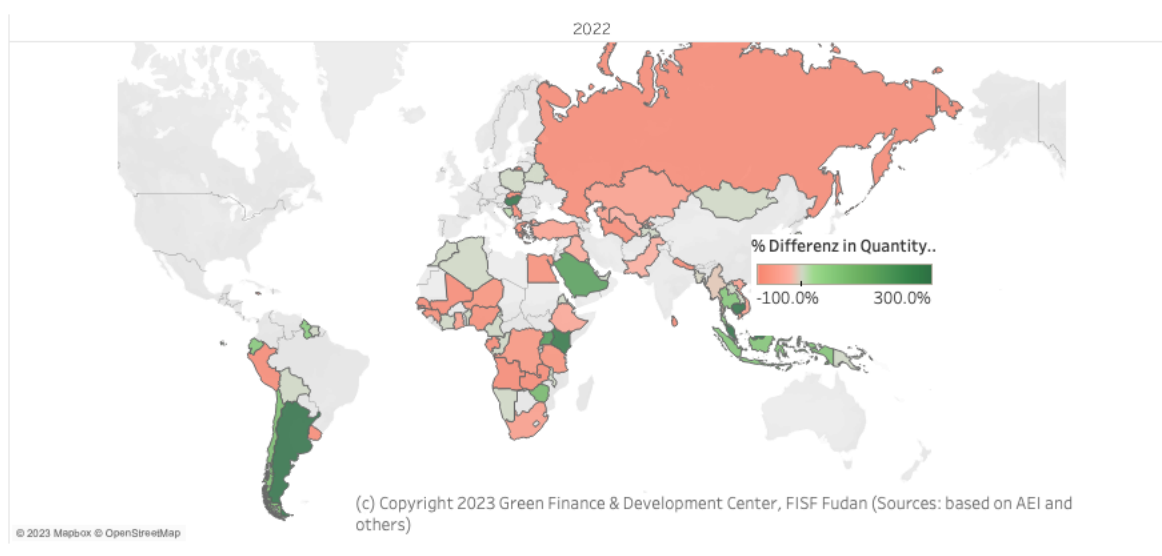 2022
% Differenz in Quantity..
-100.0% 300.0%
(c) Copyright 2023 Green Finance & Development Center, FISF Fudan (Sources: based on AEI and
others)
© 2023 Mapbox © OpenStreetMap